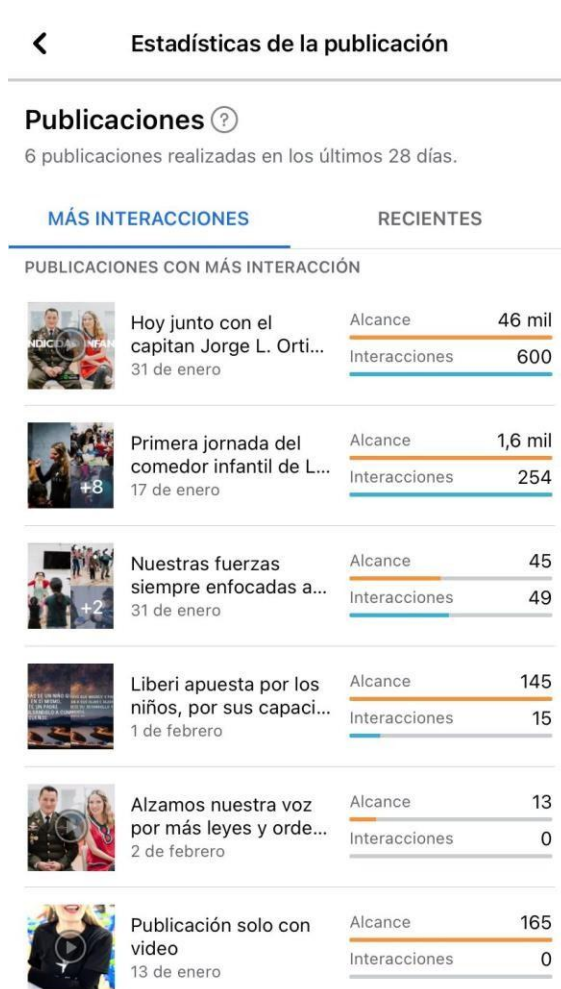 Estadísticas de la publicación
Publicaciones ?
6 publicaciones realizadas en los últimos 28 días.
MÁS INTERACCIONES
RECIENTES
PUBLICACIONES CON MÁS INTERACCIÓN
Hoy junto con el
capitan Jorge L. Orti...
31 de enero
Alcance 46 mil
Interacciones 600
+8
Primera jornada del
comedor infantil de L...
17 de enero
Alcance 1,6 mil
Interacciones 254
+2
Nuestras fuerzas
siempre enfocadas a...
31 de enero
Alcance 45
Interacciones 49
Liberi apuesta por los
niños, por sus capaci...
1 de febrero
Alcance 145
Interacciones 15
Alzamos nuestra voz
por más leyes y orde...
2 de febrero
Alcance 13
Interacciones 0
Publicación solo con
video
13 de enero
Alcance 165
Interacciones 0